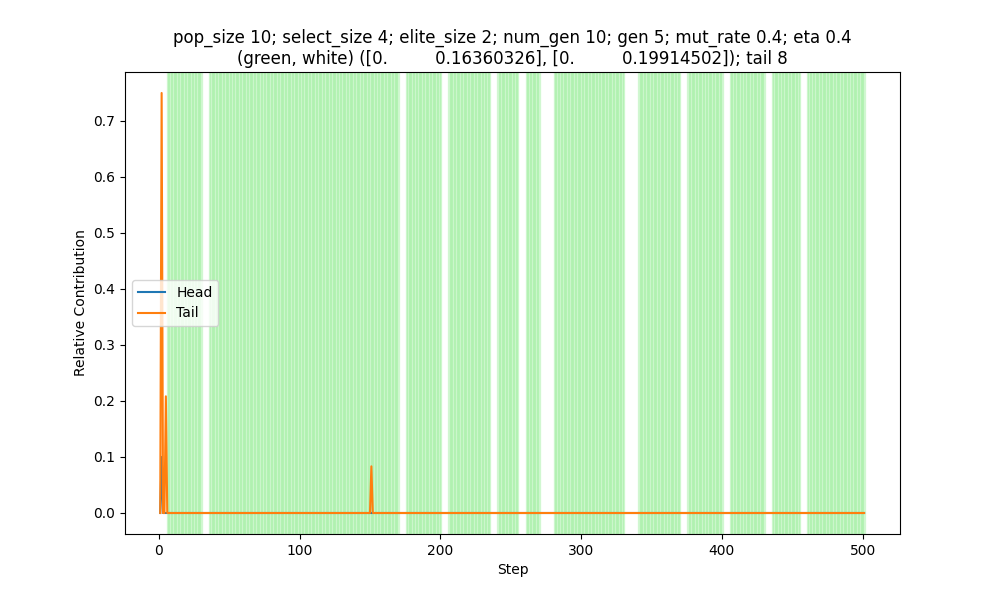 pop_size 10; select_size 4; elite_size 2; num_gen 10; gen 5; mut_rate 0.4; eta 0.4
(green, white) ([0.         0.16360326], [0.         0.19914502]); tail 8
Relative Contribution
0.7
0.6
0.5
0.4
0.3
0.2
0.1
0.0
Head
Tail
0
100
200
300
400
500
Step